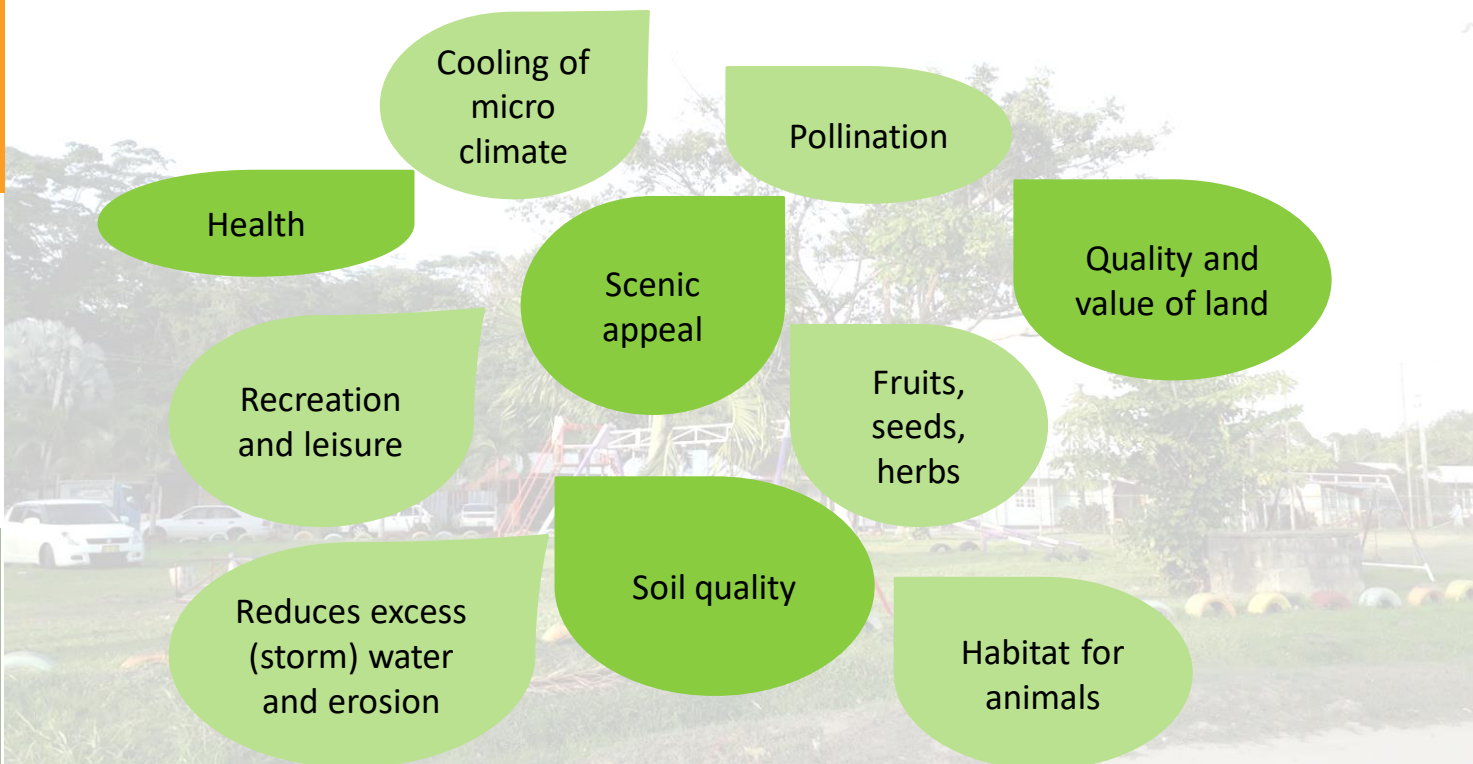 Cooling of
micro
climate
Pollination
Health
Scenic
appeal
Quality and
value of land
Recreation
and leisure
Fruits,
seeds,
herbs
Soil quality
Reduces excess
(storm) water
and erosion
Habitat for
animals